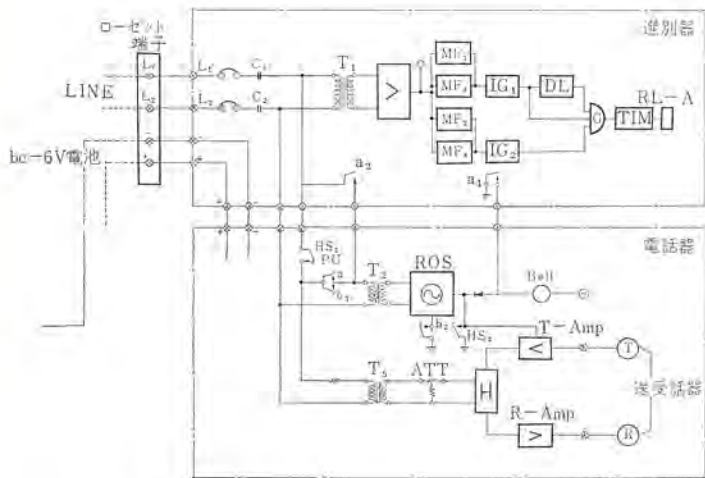 ローゼット
端子
選別器
L₁
L₁
C₁
T₁
MF₁
MF₂
IG₁
DL
RL-A
LINE
L₂
L₂
C₂
G
TIM
MF₃
MF₄
IG₂
bc-6V電池
a₂
a₄
電話器
HS₁
PU
T₂
ROS
Bell
b₂
HS₂
T-Amp
T
T₃
ATT
H
送受話器
R-Amp
R